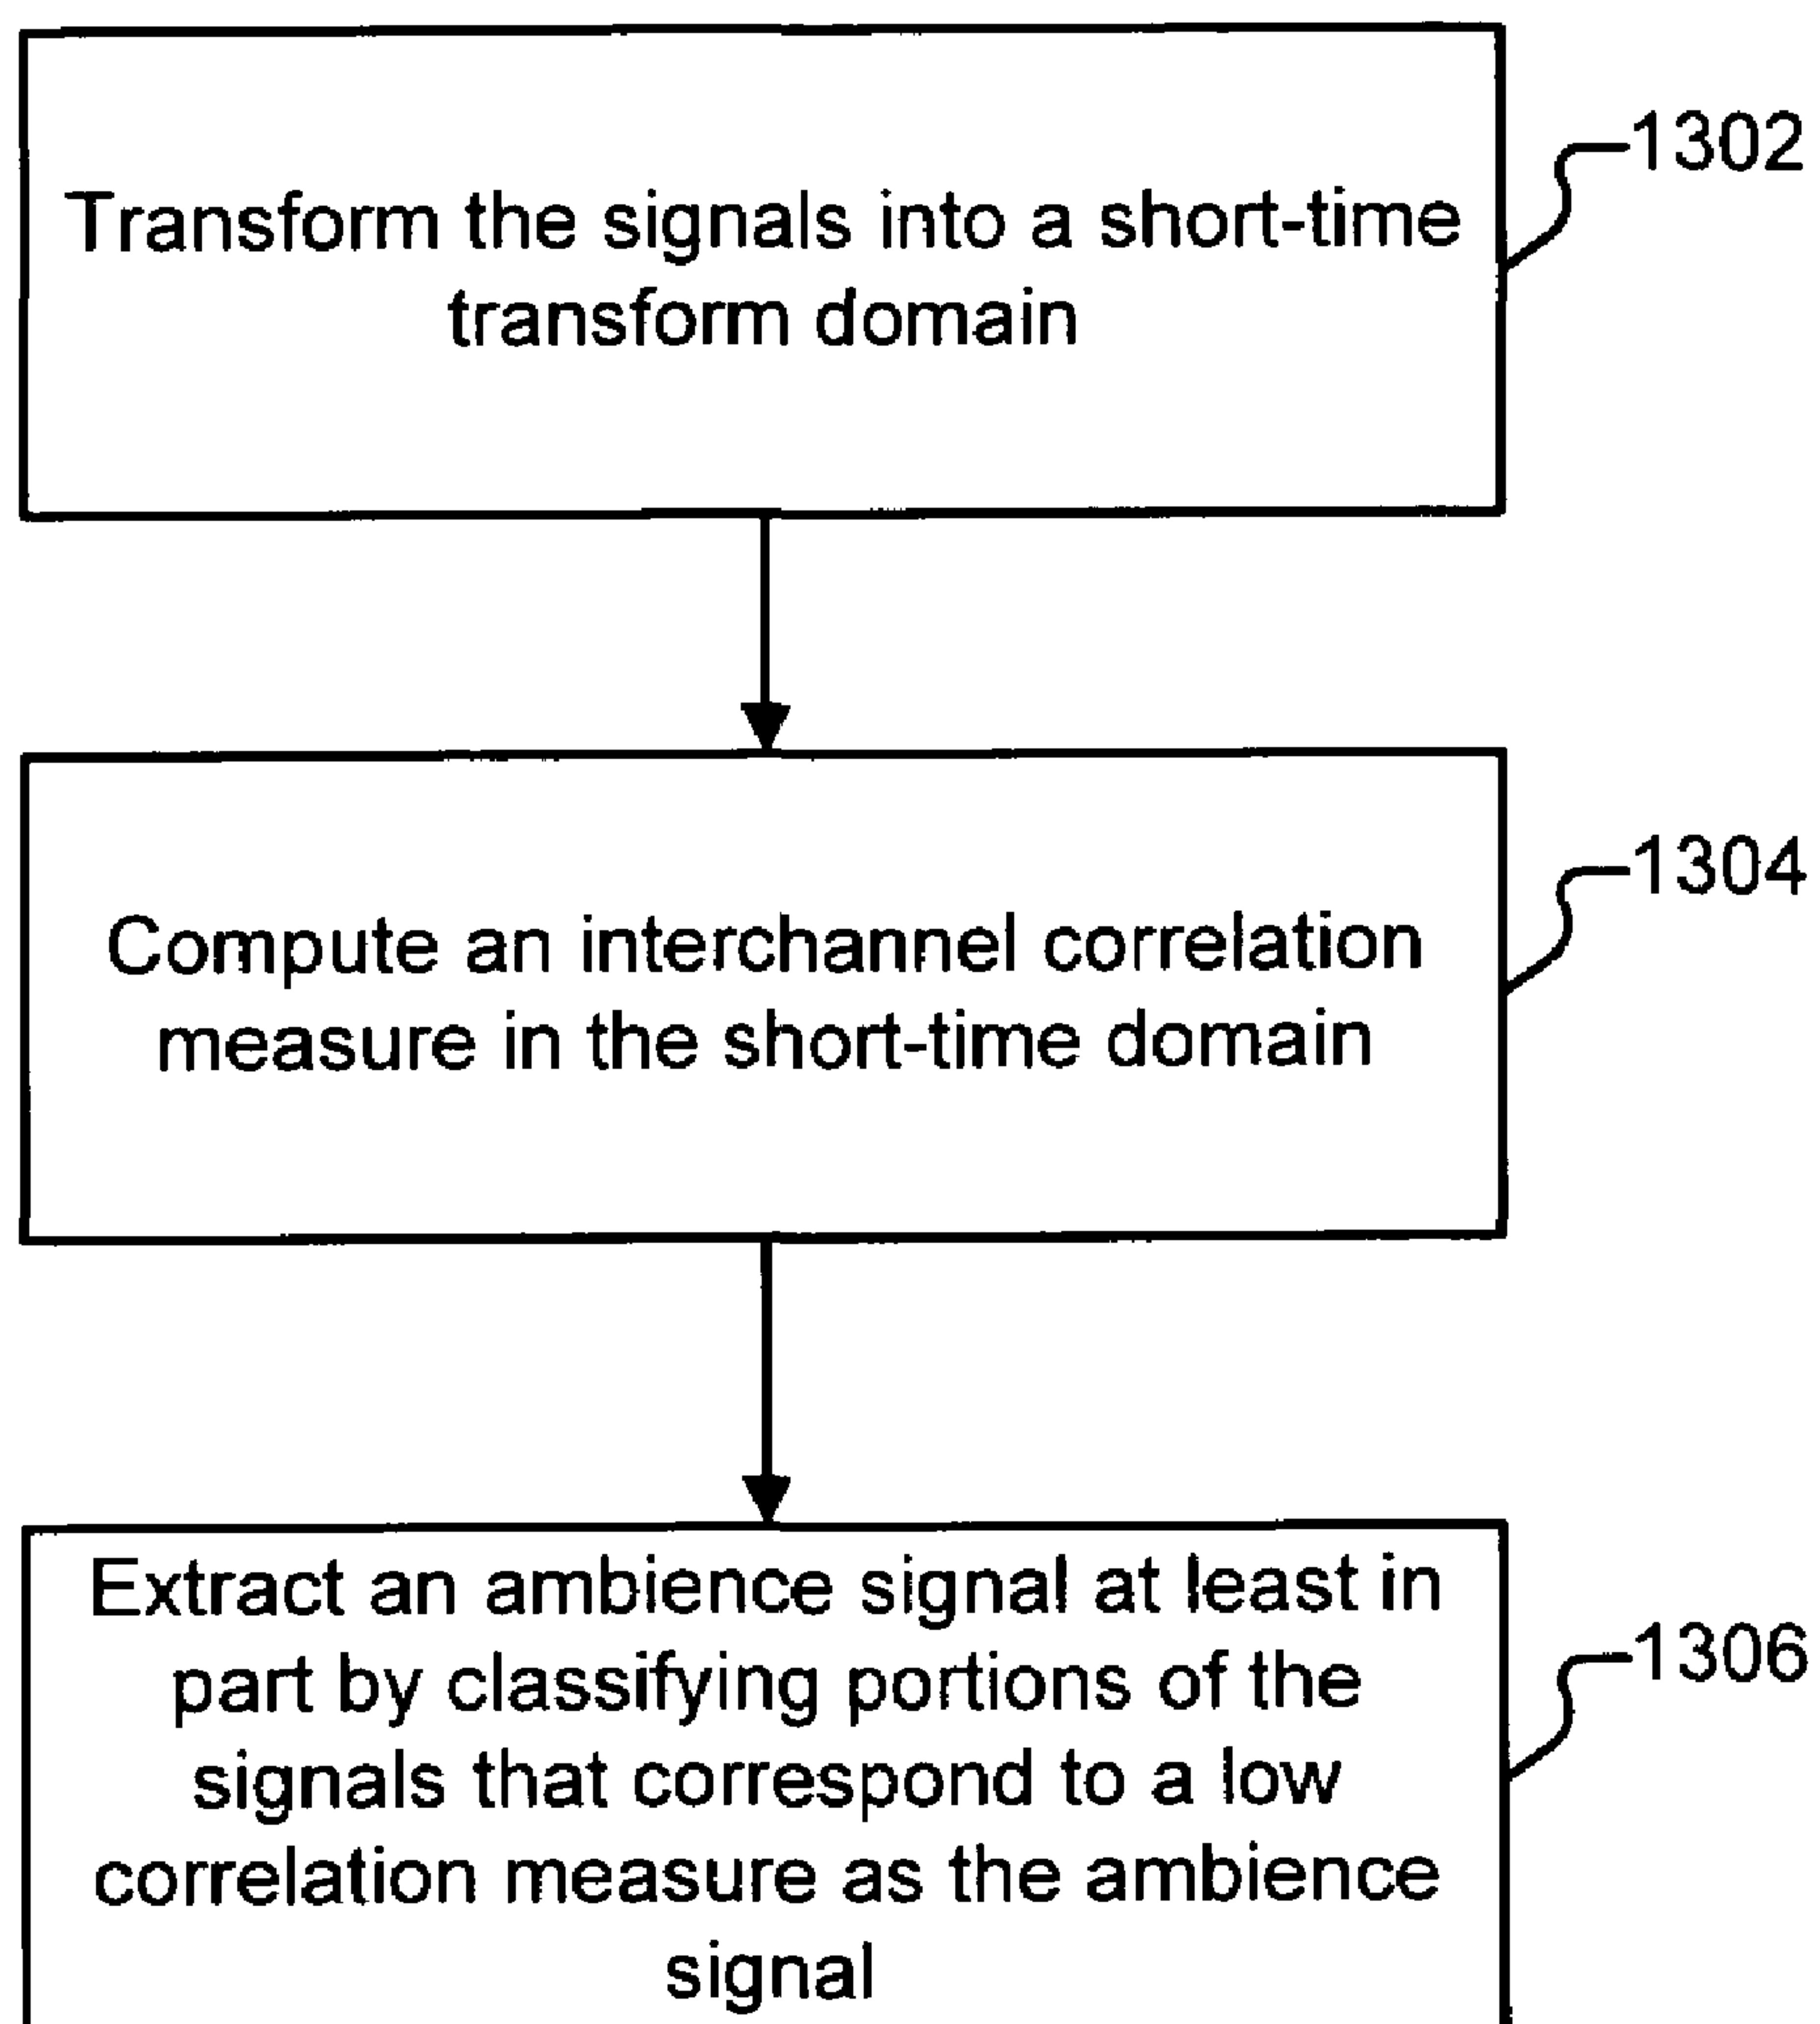 1302
Transform the signals into a short-time
transform domain
1304
Compute an interchannel correlation
measure in the short-time domain
1306
Extract an ambience signal at least in
part by classifying portions of the
signals that correspond to a low
correlation measure as the ambience
signal